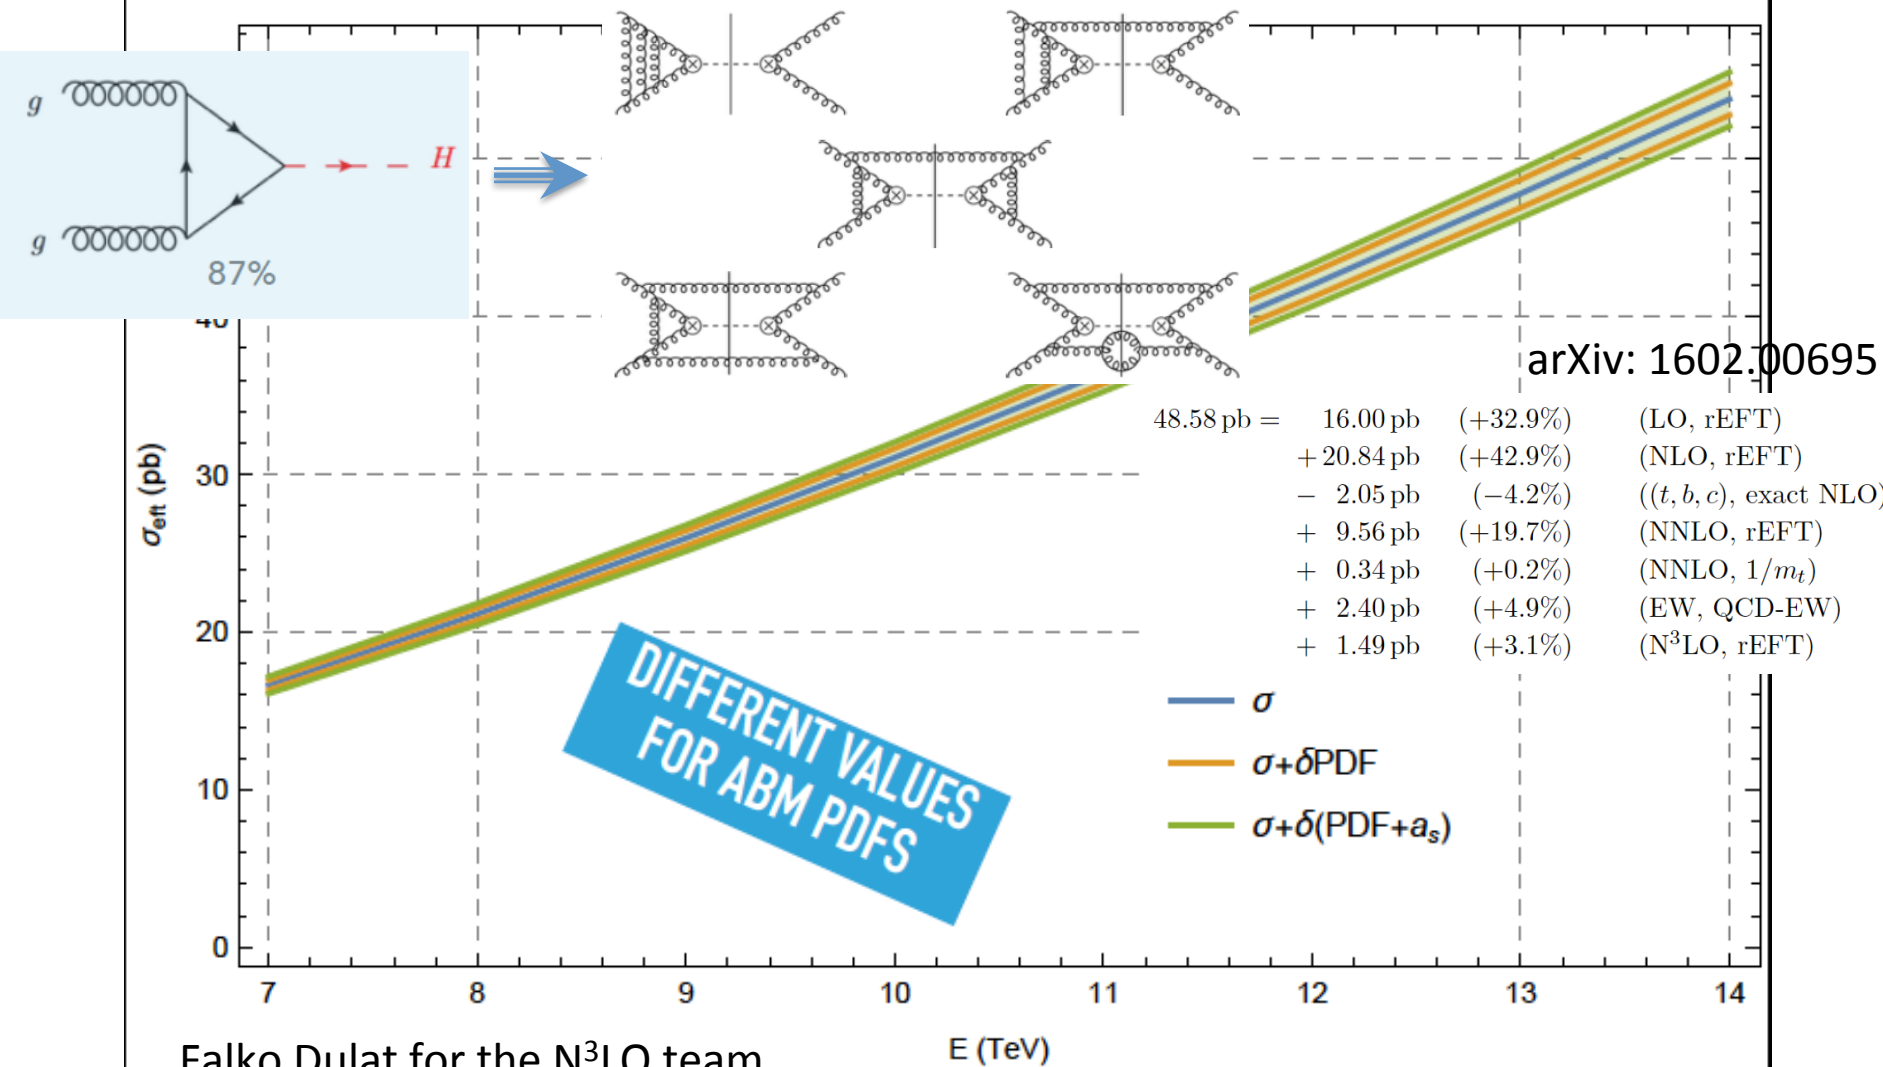 g
H
g
87%
40
arXiv: 1602.00695
48.58 pb = 16.00 pb (+32.9%) (LO, rEFT)
+ 20.84 pb (+42.9%) (NLO, rEFT)
− 2.05 pb (−4.2%) ((t, b, c), exact NLO)
+ 9.56 pb (+19.7%) (NNLO, rEFT)
+ 0.34 pb (+0.2%) (NNLO, 1/mₜ)
+ 2.40 pb (+4.9%) (EW, QCD-EW)
+ 1.49 pb (+3.1%) (N³LO, rEFT)
σeft (pb)
30
20
10
0
DIFFERENT VALUES
FOR ABM PDFS
σ
σ+δPDF
σ+δ(PDF+aₛ)
7 8 9 10 11 12 13 14
E (TeV)
Falko Dulat for the N³LO team